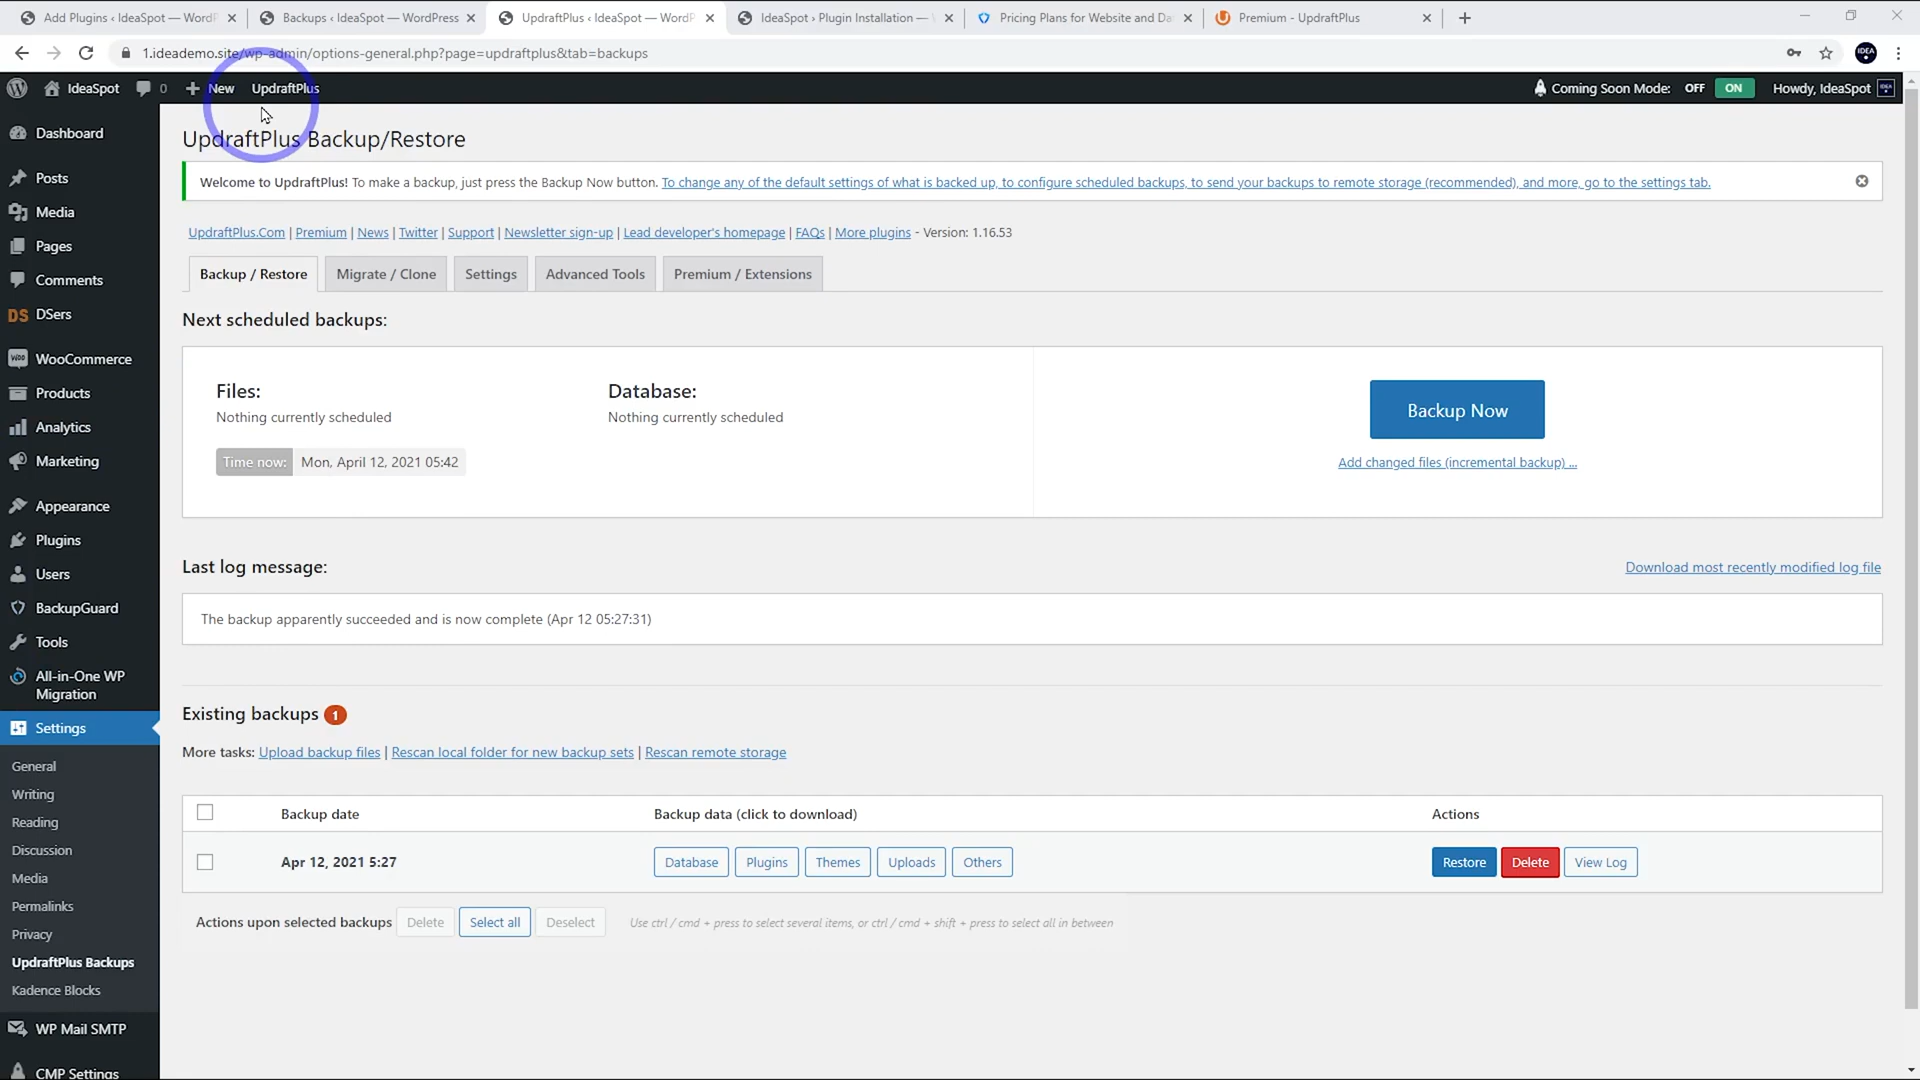 Add Plugins ‹ IdeaSpot — WordP
Backups ‹ IdeaSpot — WordPress
UpdraftPlus ‹ IdeaSpot — WordP
IdeaSpot › Plugin Installation —
Pricing Plans for Website and Da
Premium - UpdraftPlus
1.ideademo.site/wp-admin/options-general.php?page=updraftplus&tab=backups
IdeaSpot
0
New
UpdraftPlus
Coming Soon Mode:
OFF
ON
Howdy, IdeaSpot
Dashboard
Posts
Media
Pages
Comments
DS DSers
WooCommerce
Products
Analytics
Marketing
Appearance
Plugins
Users
BackupGuard
Tools
All-in-One WP
Migration
Settings
General
Writing
Reading
Discussion
Media
Permalinks
Privacy
UpdraftPlus Backups
Kadence Blocks
WP Mail SMTP
CMP Settings
UpdraftPlus Backup/Restore
Welcome to UpdraftPlus! To make a backup, just press the Backup Now button. To change any of the default settings of what is backed up, to configure scheduled backups, to send your backups to remote storage (recommended), and more, go to the settings tab.
UpdraftPlus.Com | Premium | News | Twitter | Support | Newsletter sign-up | Lead developer's homepage | FAQs | More plugins - Version: 1.16.53
Backup / Restore
Migrate / Clone
Settings
Advanced Tools
Premium / Extensions
Next scheduled backups:
Files:
Nothing currently scheduled
Database:
Nothing currently scheduled
Time now: Mon, April 12, 2021 05:42
Backup Now
Add changed files (incremental backup) ...
Last log message:
Download most recently modified log file
The backup apparently succeeded and is now complete (Apr 12 05:27:31)
Existing backups 1
More tasks: Upload backup files | Rescan local folder for new backup sets | Rescan remote storage
Backup date
Backup data (click to download)
Actions
Apr 12, 2021 5:27
Database
Plugins
Themes
Uploads
Others
Restore
Delete
View Log
Actions upon selected backups
Delete
Select all
Deselect
Use ctrl / cmd + press to select several items, or ctrl / cmd + shift + press to select all in between